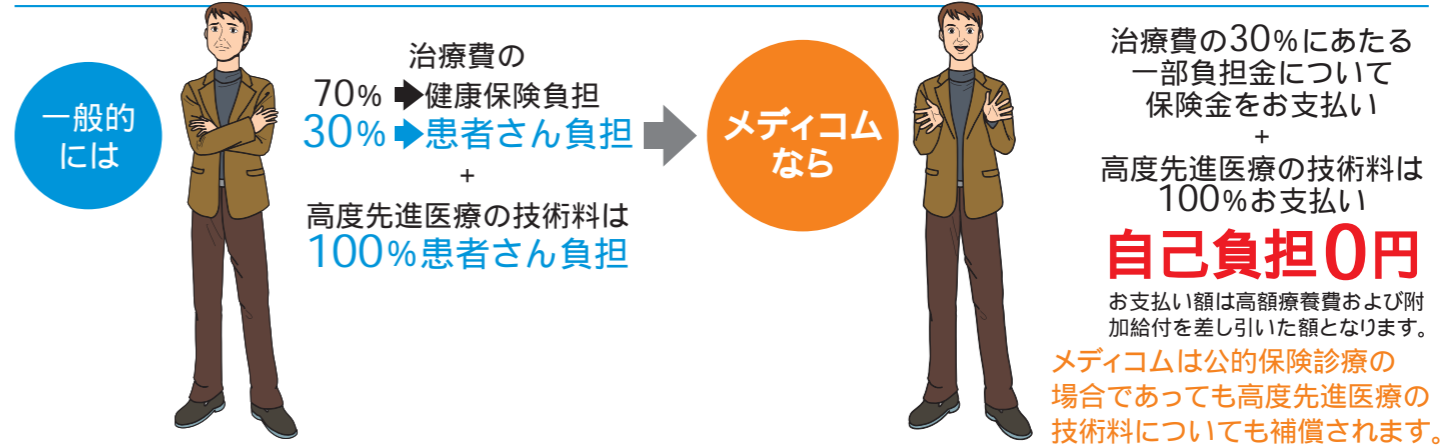 一般的
には
治療費の
70%➡健康保険負担
30%➡患者さん負担
+
高度先進医療の技術料は
100%患者さん負担
メディコム
なら
治療費の30%にあたる
一部負担金について
保険金をお支払い
+
高度先進医療の技術料は
100%お支払い
自己負担0円
お支払い額は高額療養費および附
加給付を差し引いた額となります。
メディコムは公的保険診療の
場合であっても高度先進医療の
技術料についても補償されます。